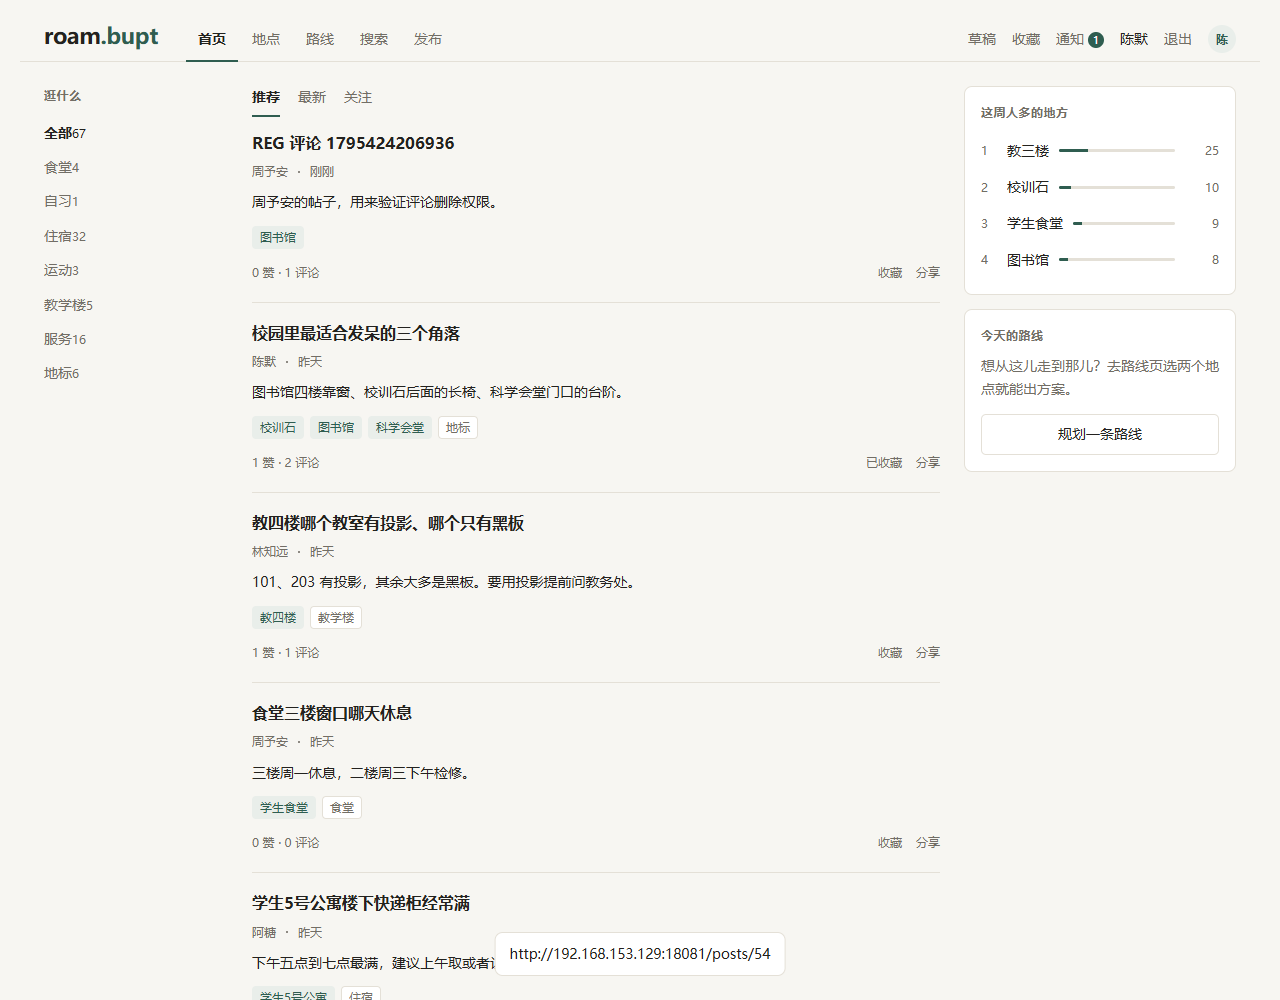 roam.bupt 首页 地点 路线 搜索 发布 草稿 收藏 通知 1 陈默 退出 陈
逛什么
全部67
食堂4
自习1
住宿32
运动3
教学楼5
服务16
地标6
推荐 最新 关注
REG 评论 1795424206936
周予安 · 刚刚
周予安的帖子，用来验证评论删除权限。
图书馆
0 赞 · 1 评论 收藏 分享
校园里最适合发呆的三个角落
陈默 · 昨天
图书馆四楼靠窗、校训石后面的长椅、科学会堂门口的台阶。
校训石 图书馆 科学会堂 地标
1 赞 · 2 评论 已收藏 分享
教四楼哪个教室有投影、哪个只有黑板
林知远 · 昨天
101、203 有投影，其余大多是黑板。要用投影提前问教务处。
教四楼 教学楼
1 赞 · 1 评论 收藏 分享
食堂三楼窗口哪天休息
周予安 · 昨天
三楼周一休息，二楼周三下午检修。
学生食堂 食堂
0 赞 · 0 评论 收藏 分享
学生5号公寓楼下快递柜经常满
阿糖 · 昨天
下午五点到七点最满，建议上午取或者
学生5号公寓 住宿
这周人多的地方
1 教三楼 25
2 校训石 10
3 学生食堂 9
4 图书馆 8
今天的路线
想从这儿走到那儿？去路线页选两个地
点就能出方案。
规划一条路线
http://192.168.153.129:18081/posts/54